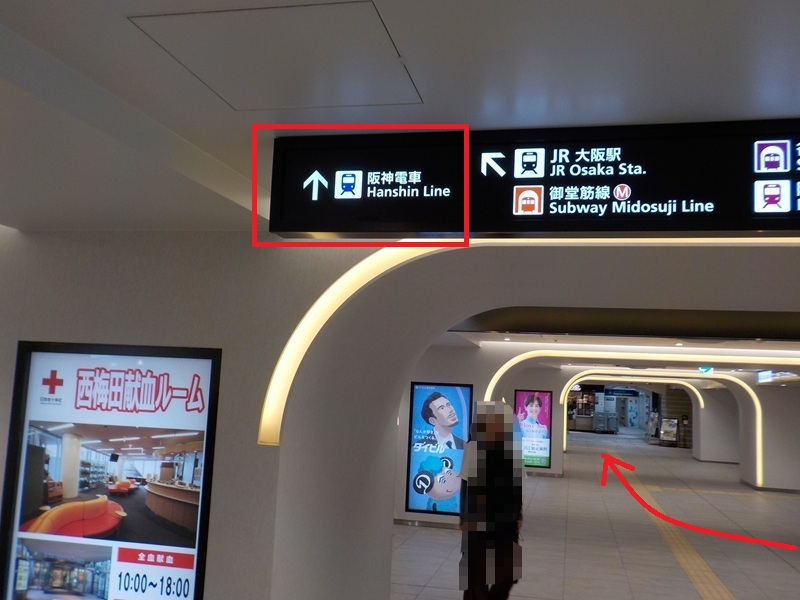 阪神電車
Hanshin Line
JR 大阪駅
JR Osaka Sta.
御堂筋線 M
Subway Midosuji Line
西梅田献血ルーム
全血献血
10:00~18:00
ダイビル